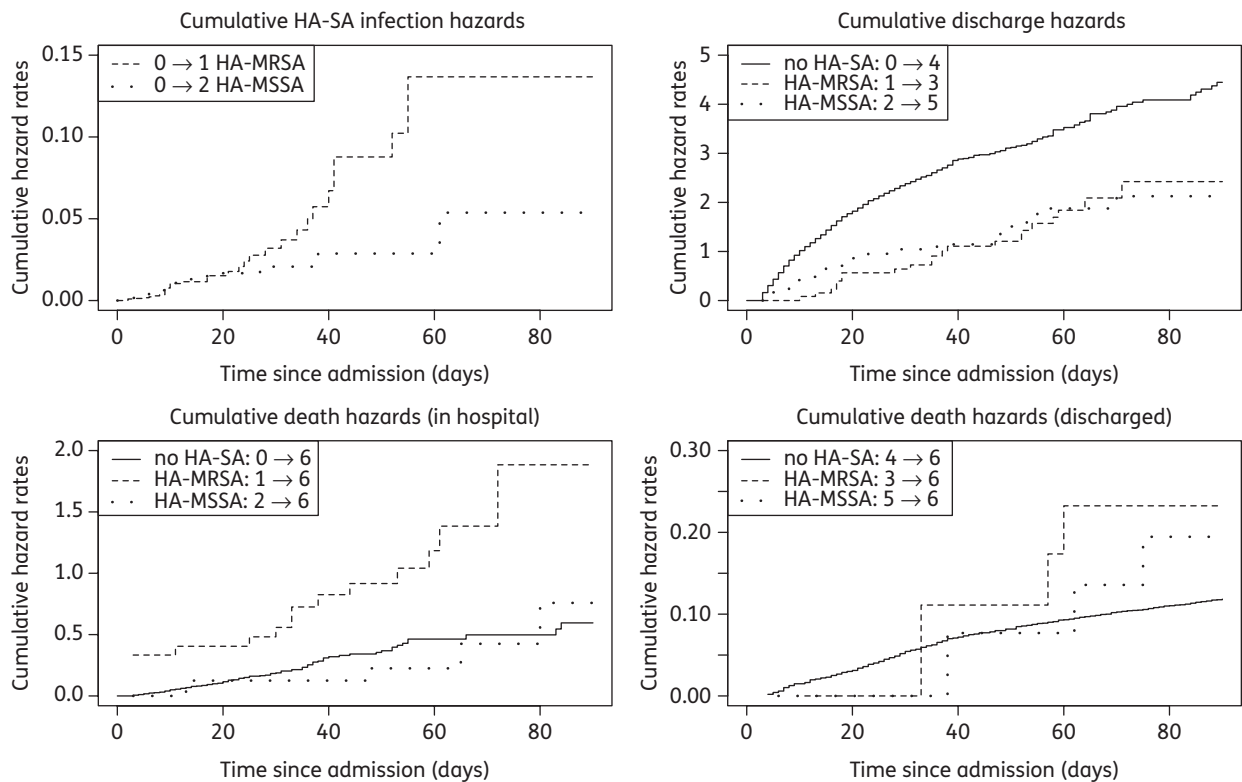 Cumulative HA-SA infection hazards
0 → 1 HA-MRSA
0 → 2 HA-MSSA
0.15
0.10
0.05
0.00
Cumulative hazard rates
0 20 40 60 80
Time since admission (days)
Cumulative discharge hazards
no HA-SA: 0 → 4
HA-MRSA: 1 → 3
HA-MSSA: 2 → 5
5
4
3
2
1
0
Cumulative hazard rates
0 20 40 60 80
Time since admission (days)
Cumulative death hazards (in hospital)
no HA-SA: 0 → 6
HA-MRSA: 1 → 6
HA-MSSA: 2 → 6
2.0
1.5
1.0
0.5
0.0
Cumulative hazard rates
0 20 40 60 80
Time since admission (days)
Cumulative death hazards (discharged)
no HA-SA: 4 → 6
HA-MRSA: 3 → 6
HA-MSSA: 5 → 6
0.30
0.20
0.10
0.00
Cumulative hazard rates
0 20 40 60 80
Time since admission (days)